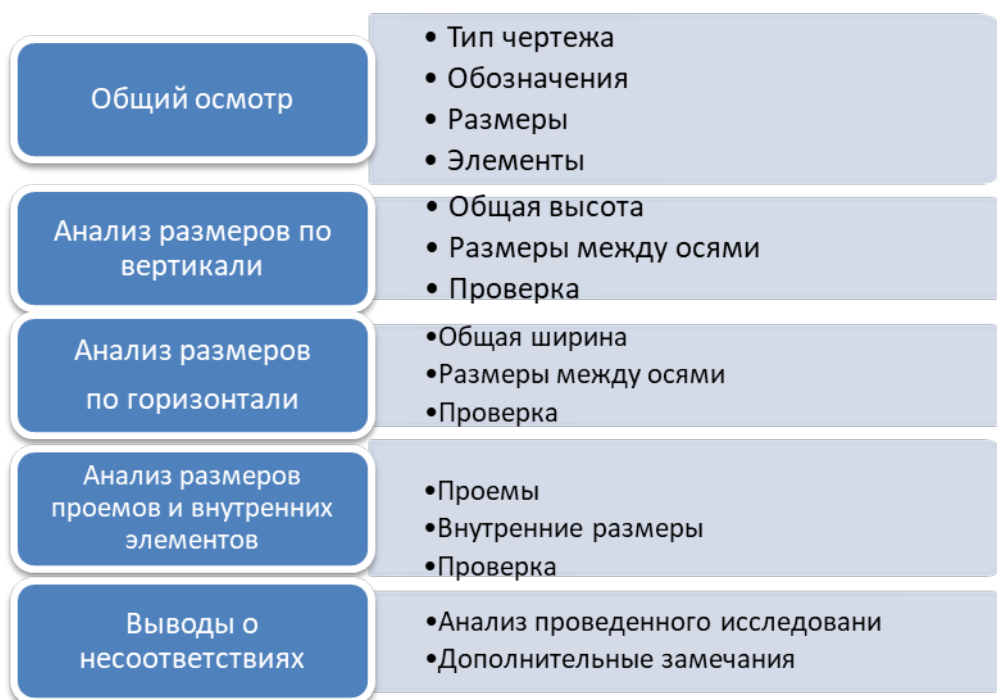 Общий осмотр
• Тип чертежа
• Обозначения
• Размеры
• Элементы
Анализ размеров по
вертикали
• Общая высота
• Размеры между осями
• Проверка
Анализ размеров
по горизонтали
•Общая ширина
•Размеры между осями
•Проверка
Анализ размеров
проемов и внутренних
элементов
•Проемы
•Внутренние размеры
•Проверка
Выводы о
несоответствиях
•Анализ проведенного исследовани
•Дополнительные замечания